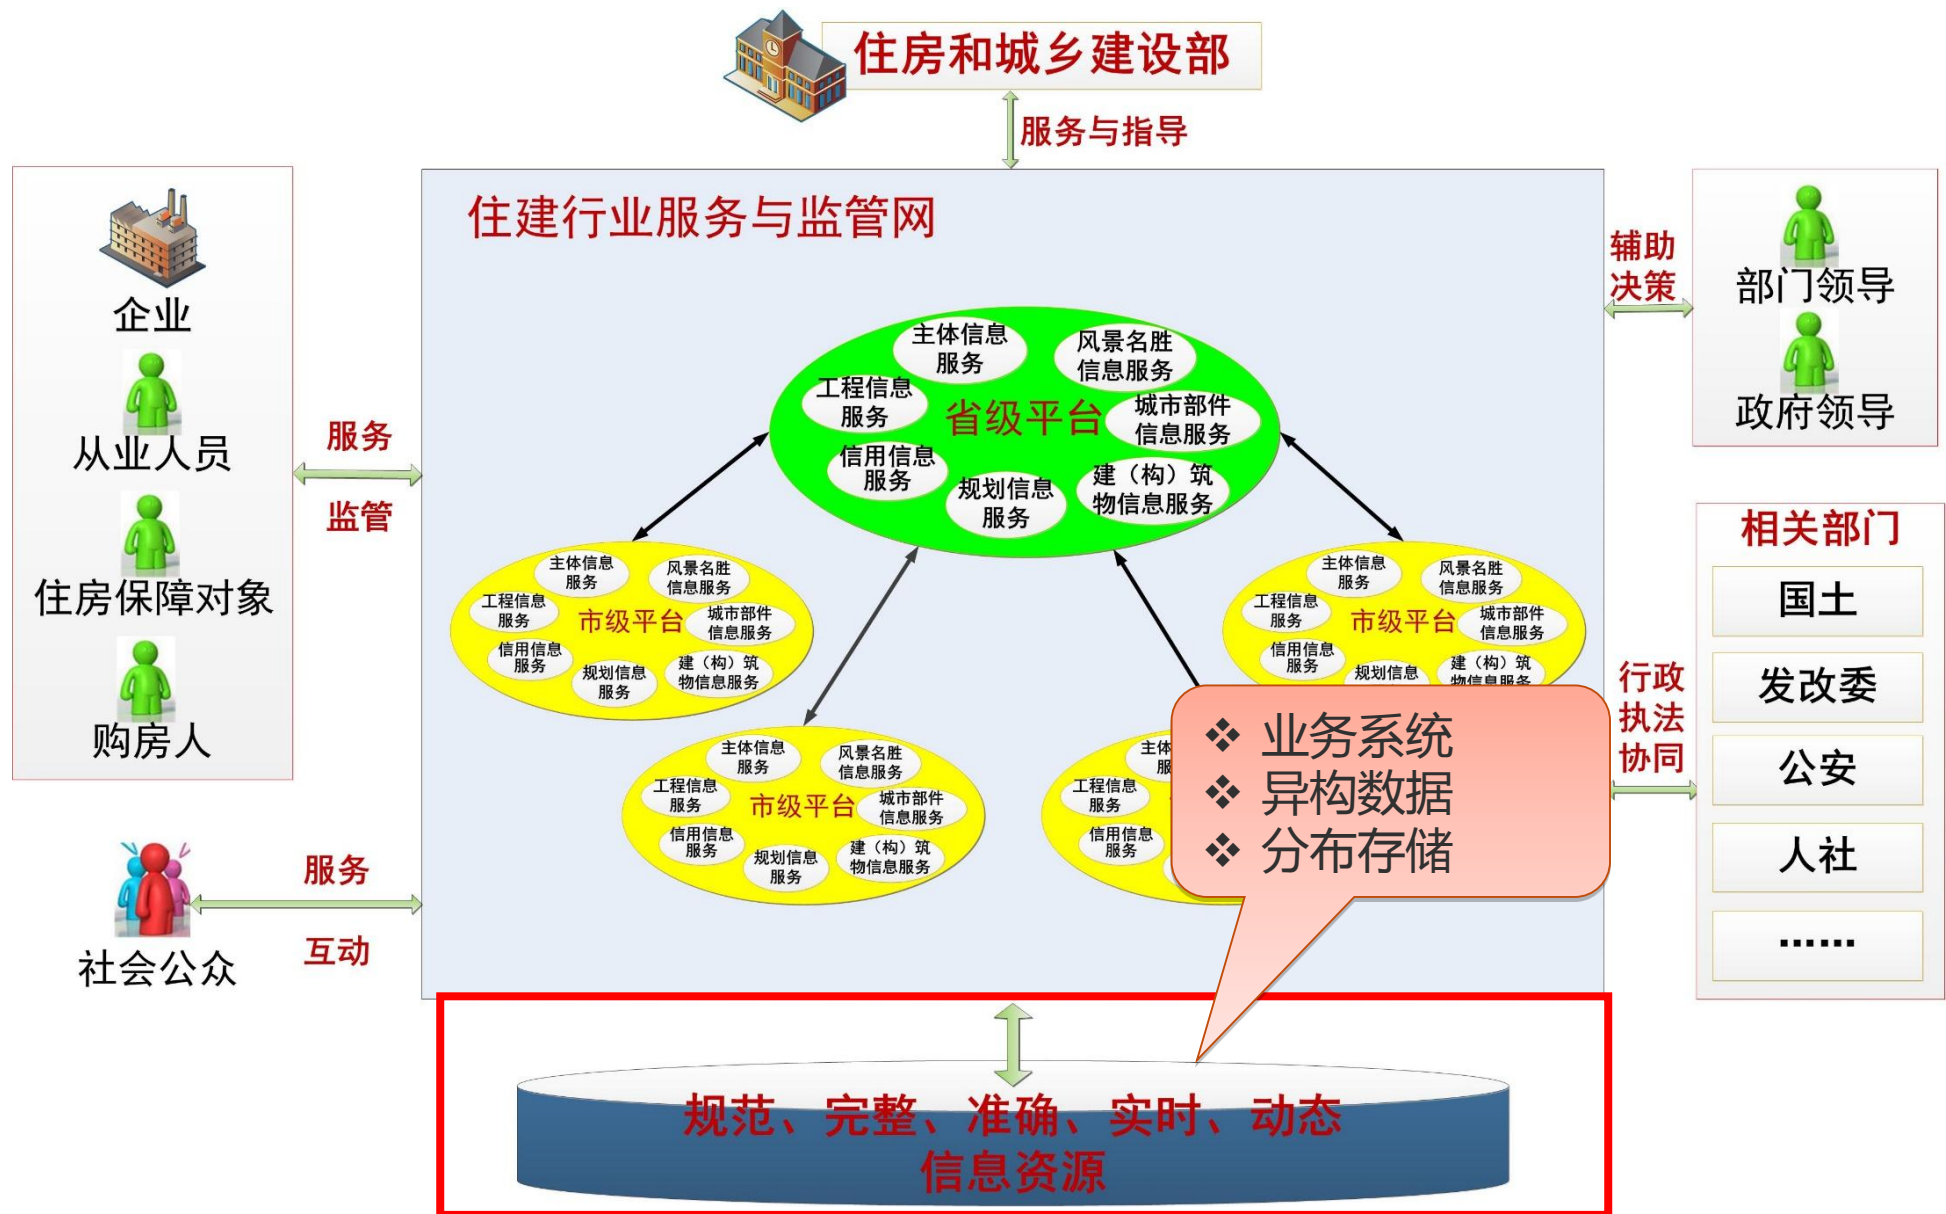 住房和城乡建设部
服务与指导
企业
从业人员
住房保障对象
购房人
服务
监管
社会公众
服务
互动
住建行业服务与监管网
省级平台
主体信息
服务
风景名胜
信息服务
工程信息
服务
城市部件
信息服务
信用信息
服务
规划信息
服务
建（构）筑
物信息服务
市级平台
主体信息
服务
风景名胜
信息服务
工程信息
服务
城市部件
信息服务
信用信息
服务
规划信息
服务
建（构）筑
物信息服务
市级平台
主体信息
服务
风景名胜
信息服务
工程信息
服务
城市部件
信息服务
信用信息
服务
规划信息
建（构）筑
物信息服务
市级平台
主体信息
服务
风景名胜
信息服务
工程信息
服务
城市部件
信息服务
信用信息
服务
规划信息
服务
建（构）筑
物信息服务
主体
服
工程信息
服务
信用信息
服务
业务系统
异构数据
分布存储
辅助
决策
部门领导
政府领导
行政
执法
协同
相关部门
国土
发改委
公安
人社
……
规范、完整、准确、实时、动态
信息资源